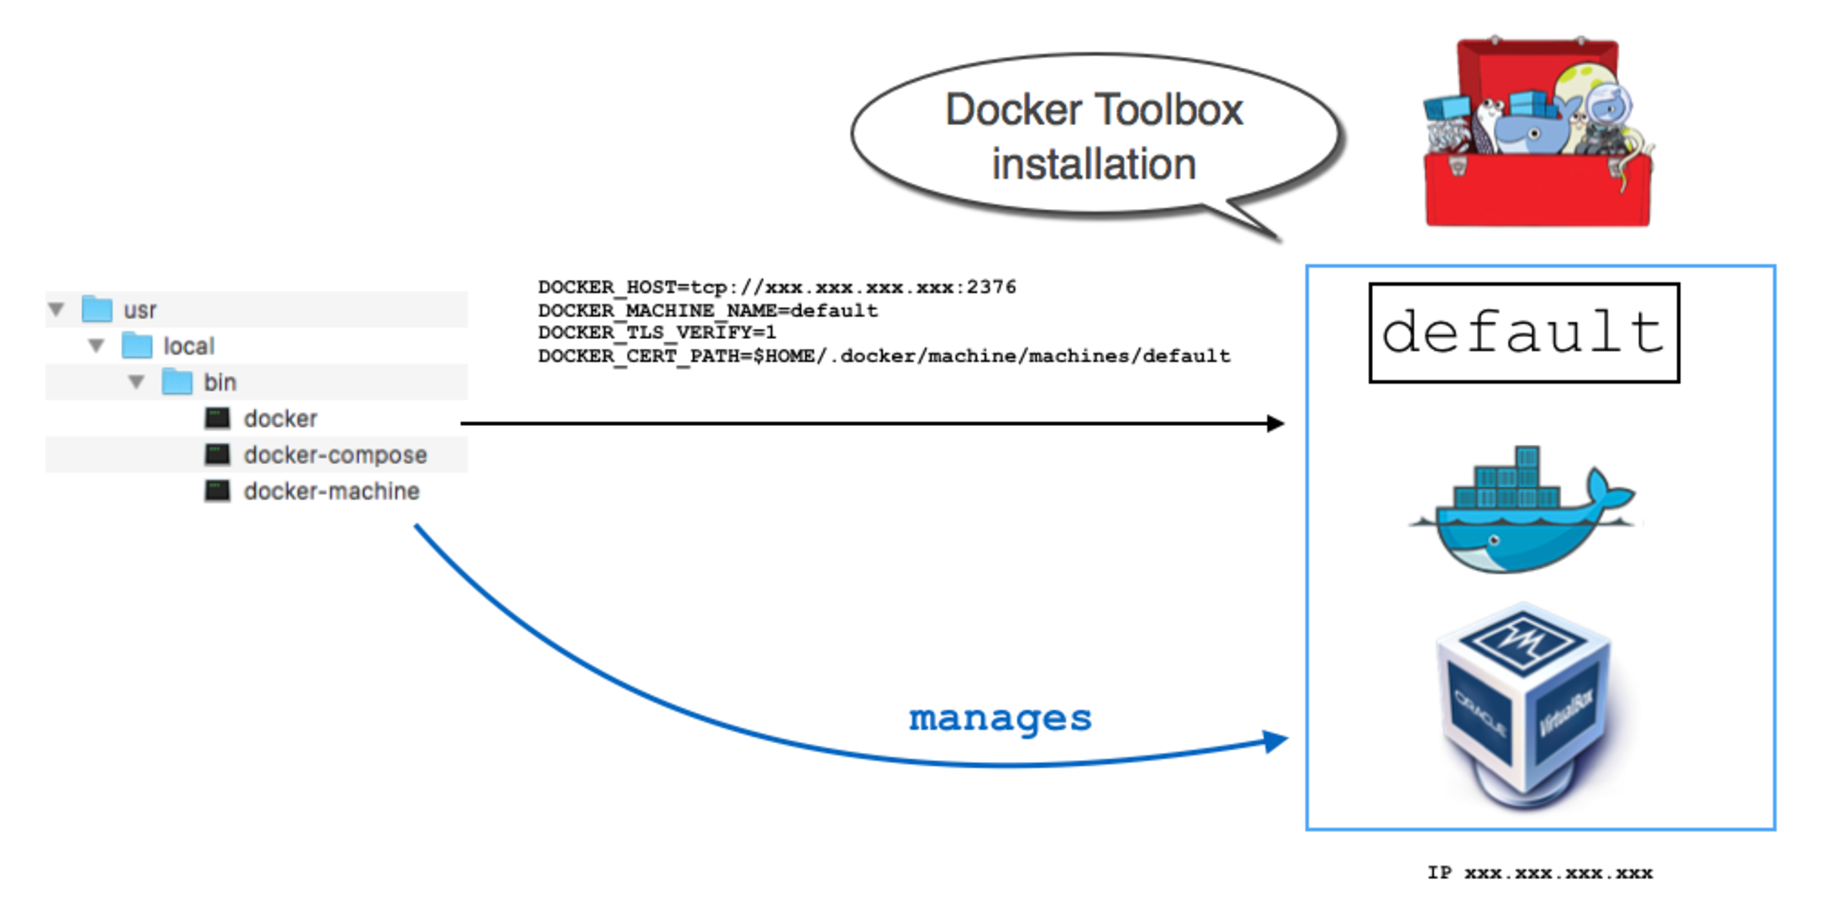 Docker Toolbox
installation
usr
local
bin
docker
docker-compose
docker-machine
DOCKER_HOST=tcp://xxx.xxx.xxx.xxx:2376
DOCKER_MACHINE_NAME=default
DOCKER_TLS_VERIFY=1
DOCKER_CERT_PATH=$HOME/.docker/machine/machines/default
default
manages
ORACLE
VirtualBox
IP xxx.xxx.xxx.xxx